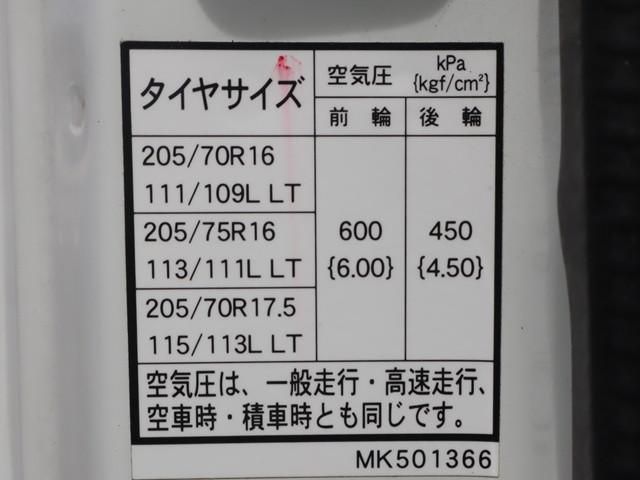 タイヤサイズ
空気圧 kPa
{kgf/cm²}
前輪 後輪
205/70R16
111/109L LT
205/75R16
113/111L LT
600 450
{6.00} {4.50}
205/70R17.5
115/113L LT
空気圧は、一般走行・高速走行、
空車時・積車時とも同じです。
MK501366